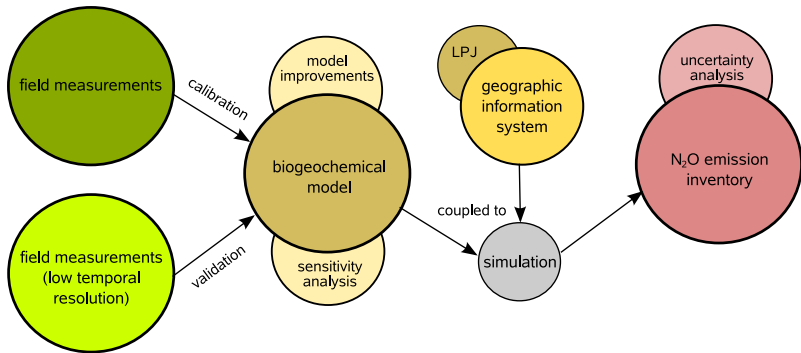 field measurements
calibration
model
improvements
biogeochemical
model
sensitivity
analysis
field measurements
(low temporal
resolution)
validation
LPJ
geographic
information
system
coupled to
simulation
uncertainty
analysis
N₂O emission
inventory